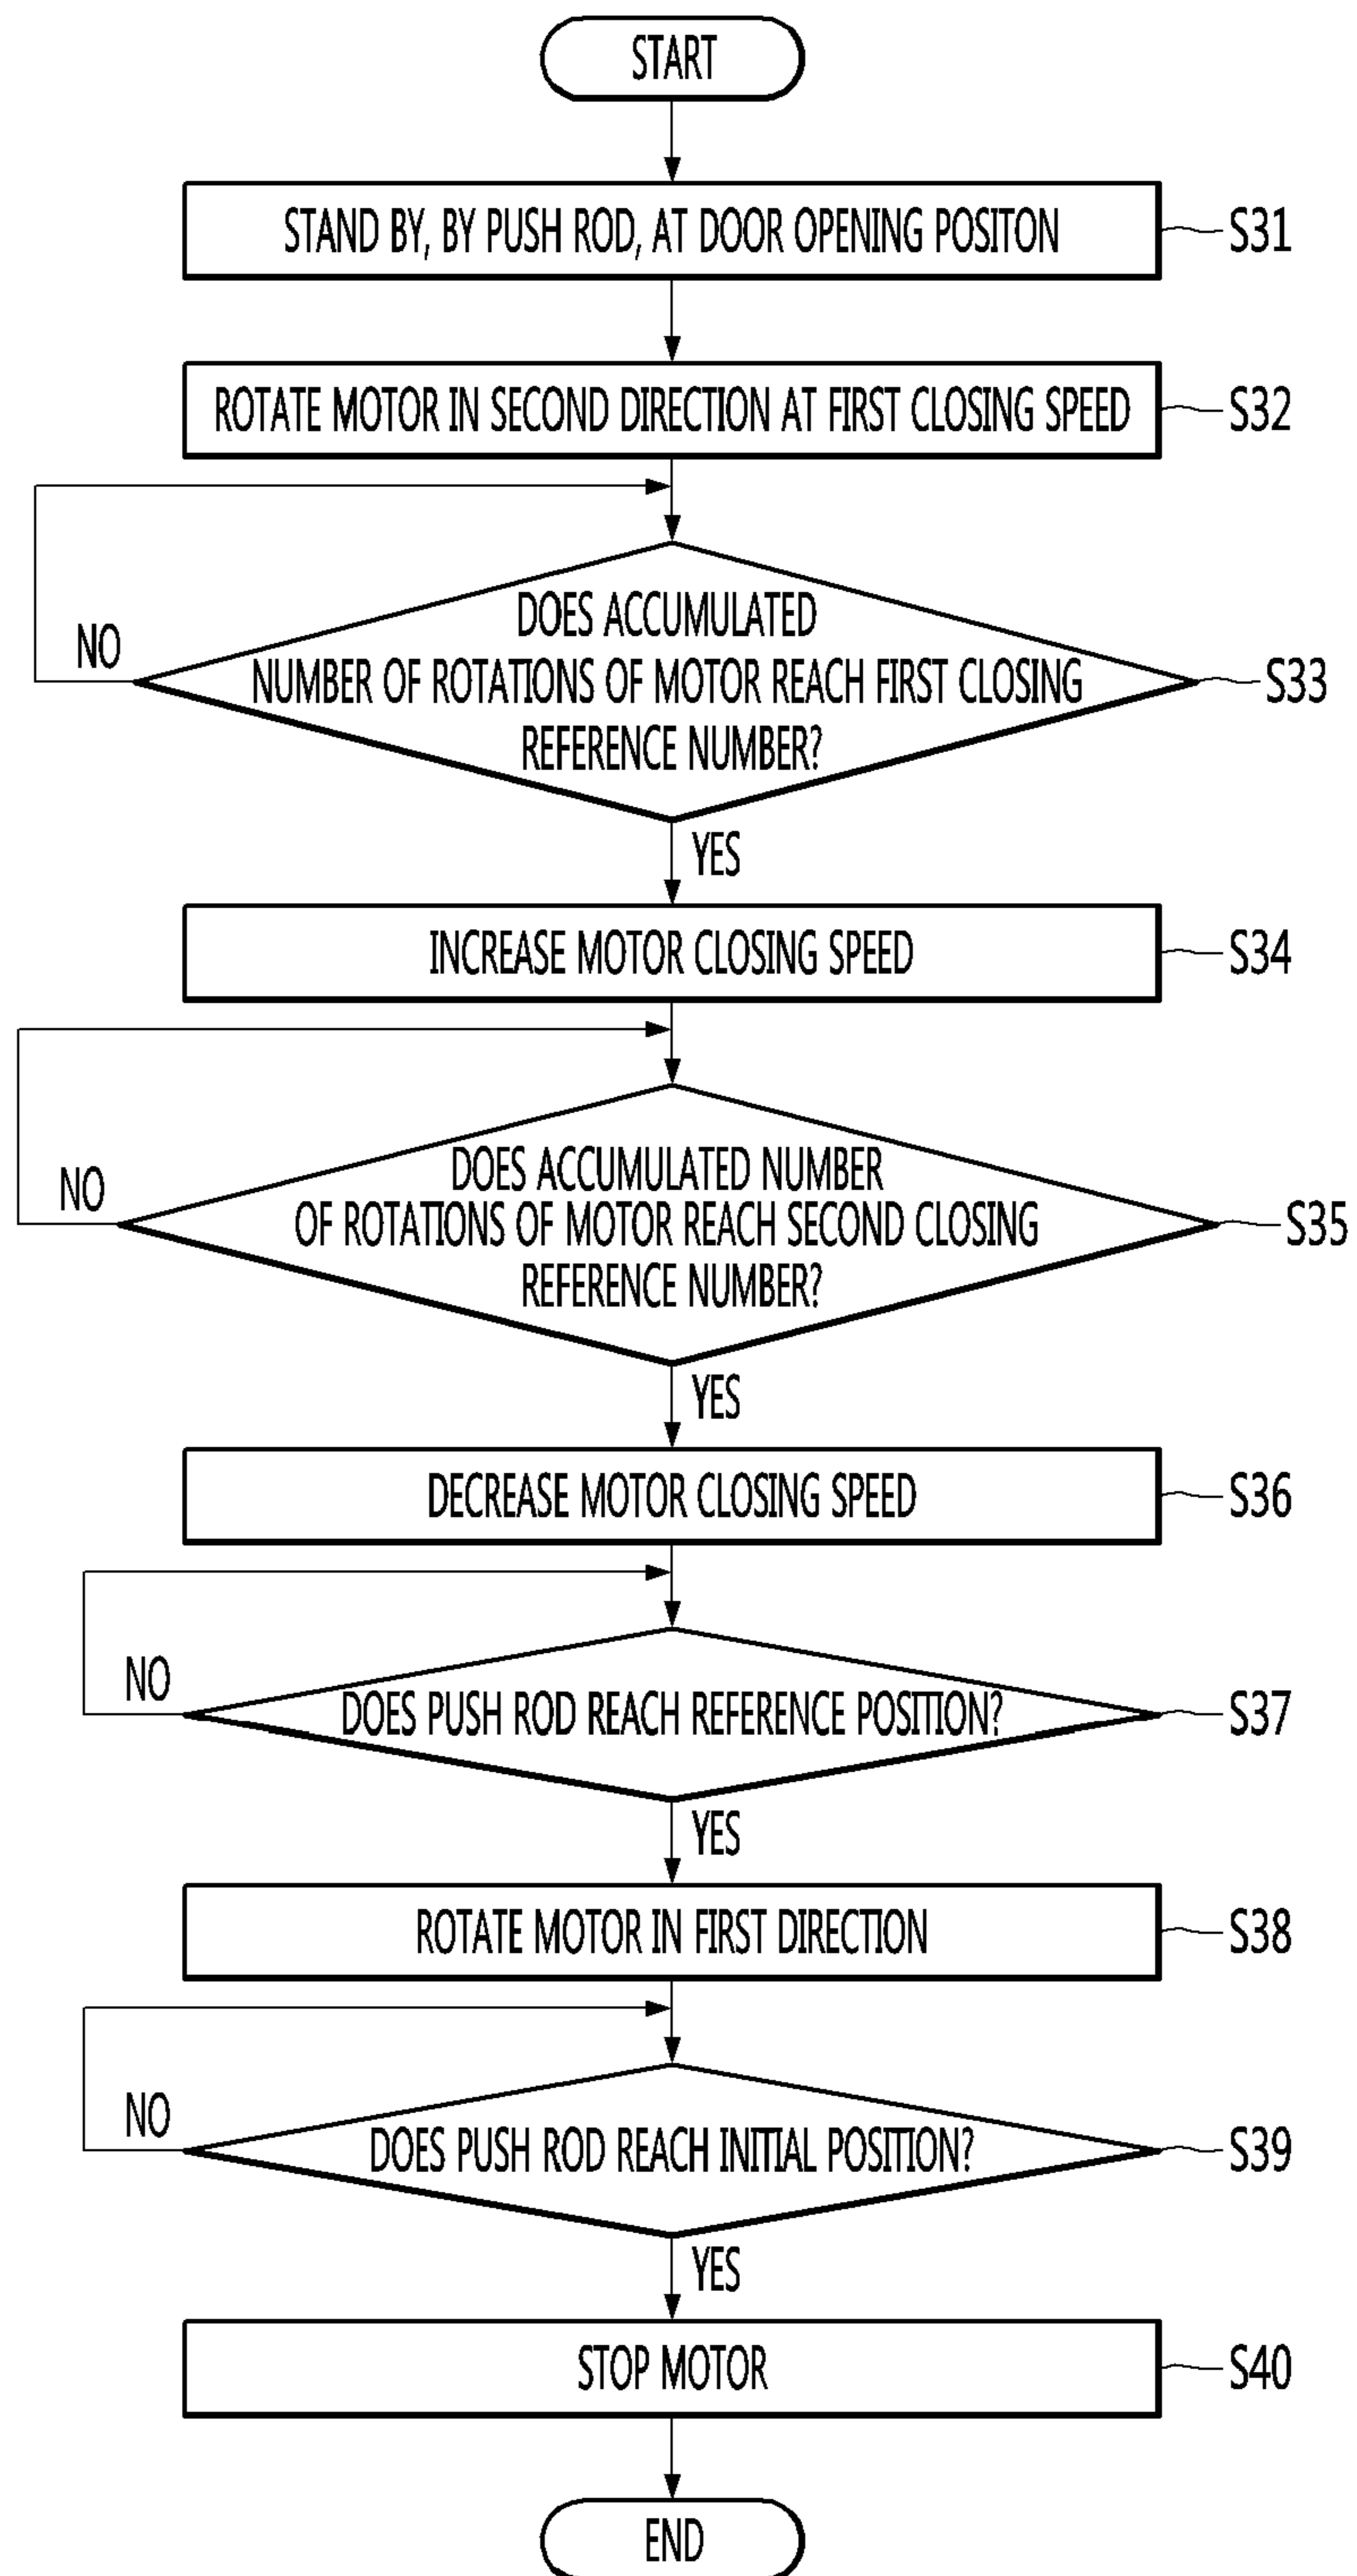 START
STAND BY, BY PUSH ROD, AT DOOR OPENING POSITON
S31
ROTATE MOTOR IN SECOND DIRECTION AT FIRST CLOSING SPEED
S32
DOES ACCUMULATED
NUMBER OF ROTATIONS OF MOTOR REACH FIRST CLOSING
REFERENCE NUMBER?
NO
S33
YES
INCREASE MOTOR CLOSING SPEED
S34
DOES ACCUMULATED NUMBER
OF ROTATIONS OF MOTOR REACH SECOND CLOSING
REFERENCE NUMBER?
NO
S35
YES
DECREASE MOTOR CLOSING SPEED
S36
NO
DOES PUSH ROD REACH REFERENCE POSITION?
S37
YES
ROTATE MOTOR IN FIRST DIRECTION
S38
NO
DOES PUSH ROD REACH INITIAL POSITION?
S39
YES
STOP MOTOR
S40
END